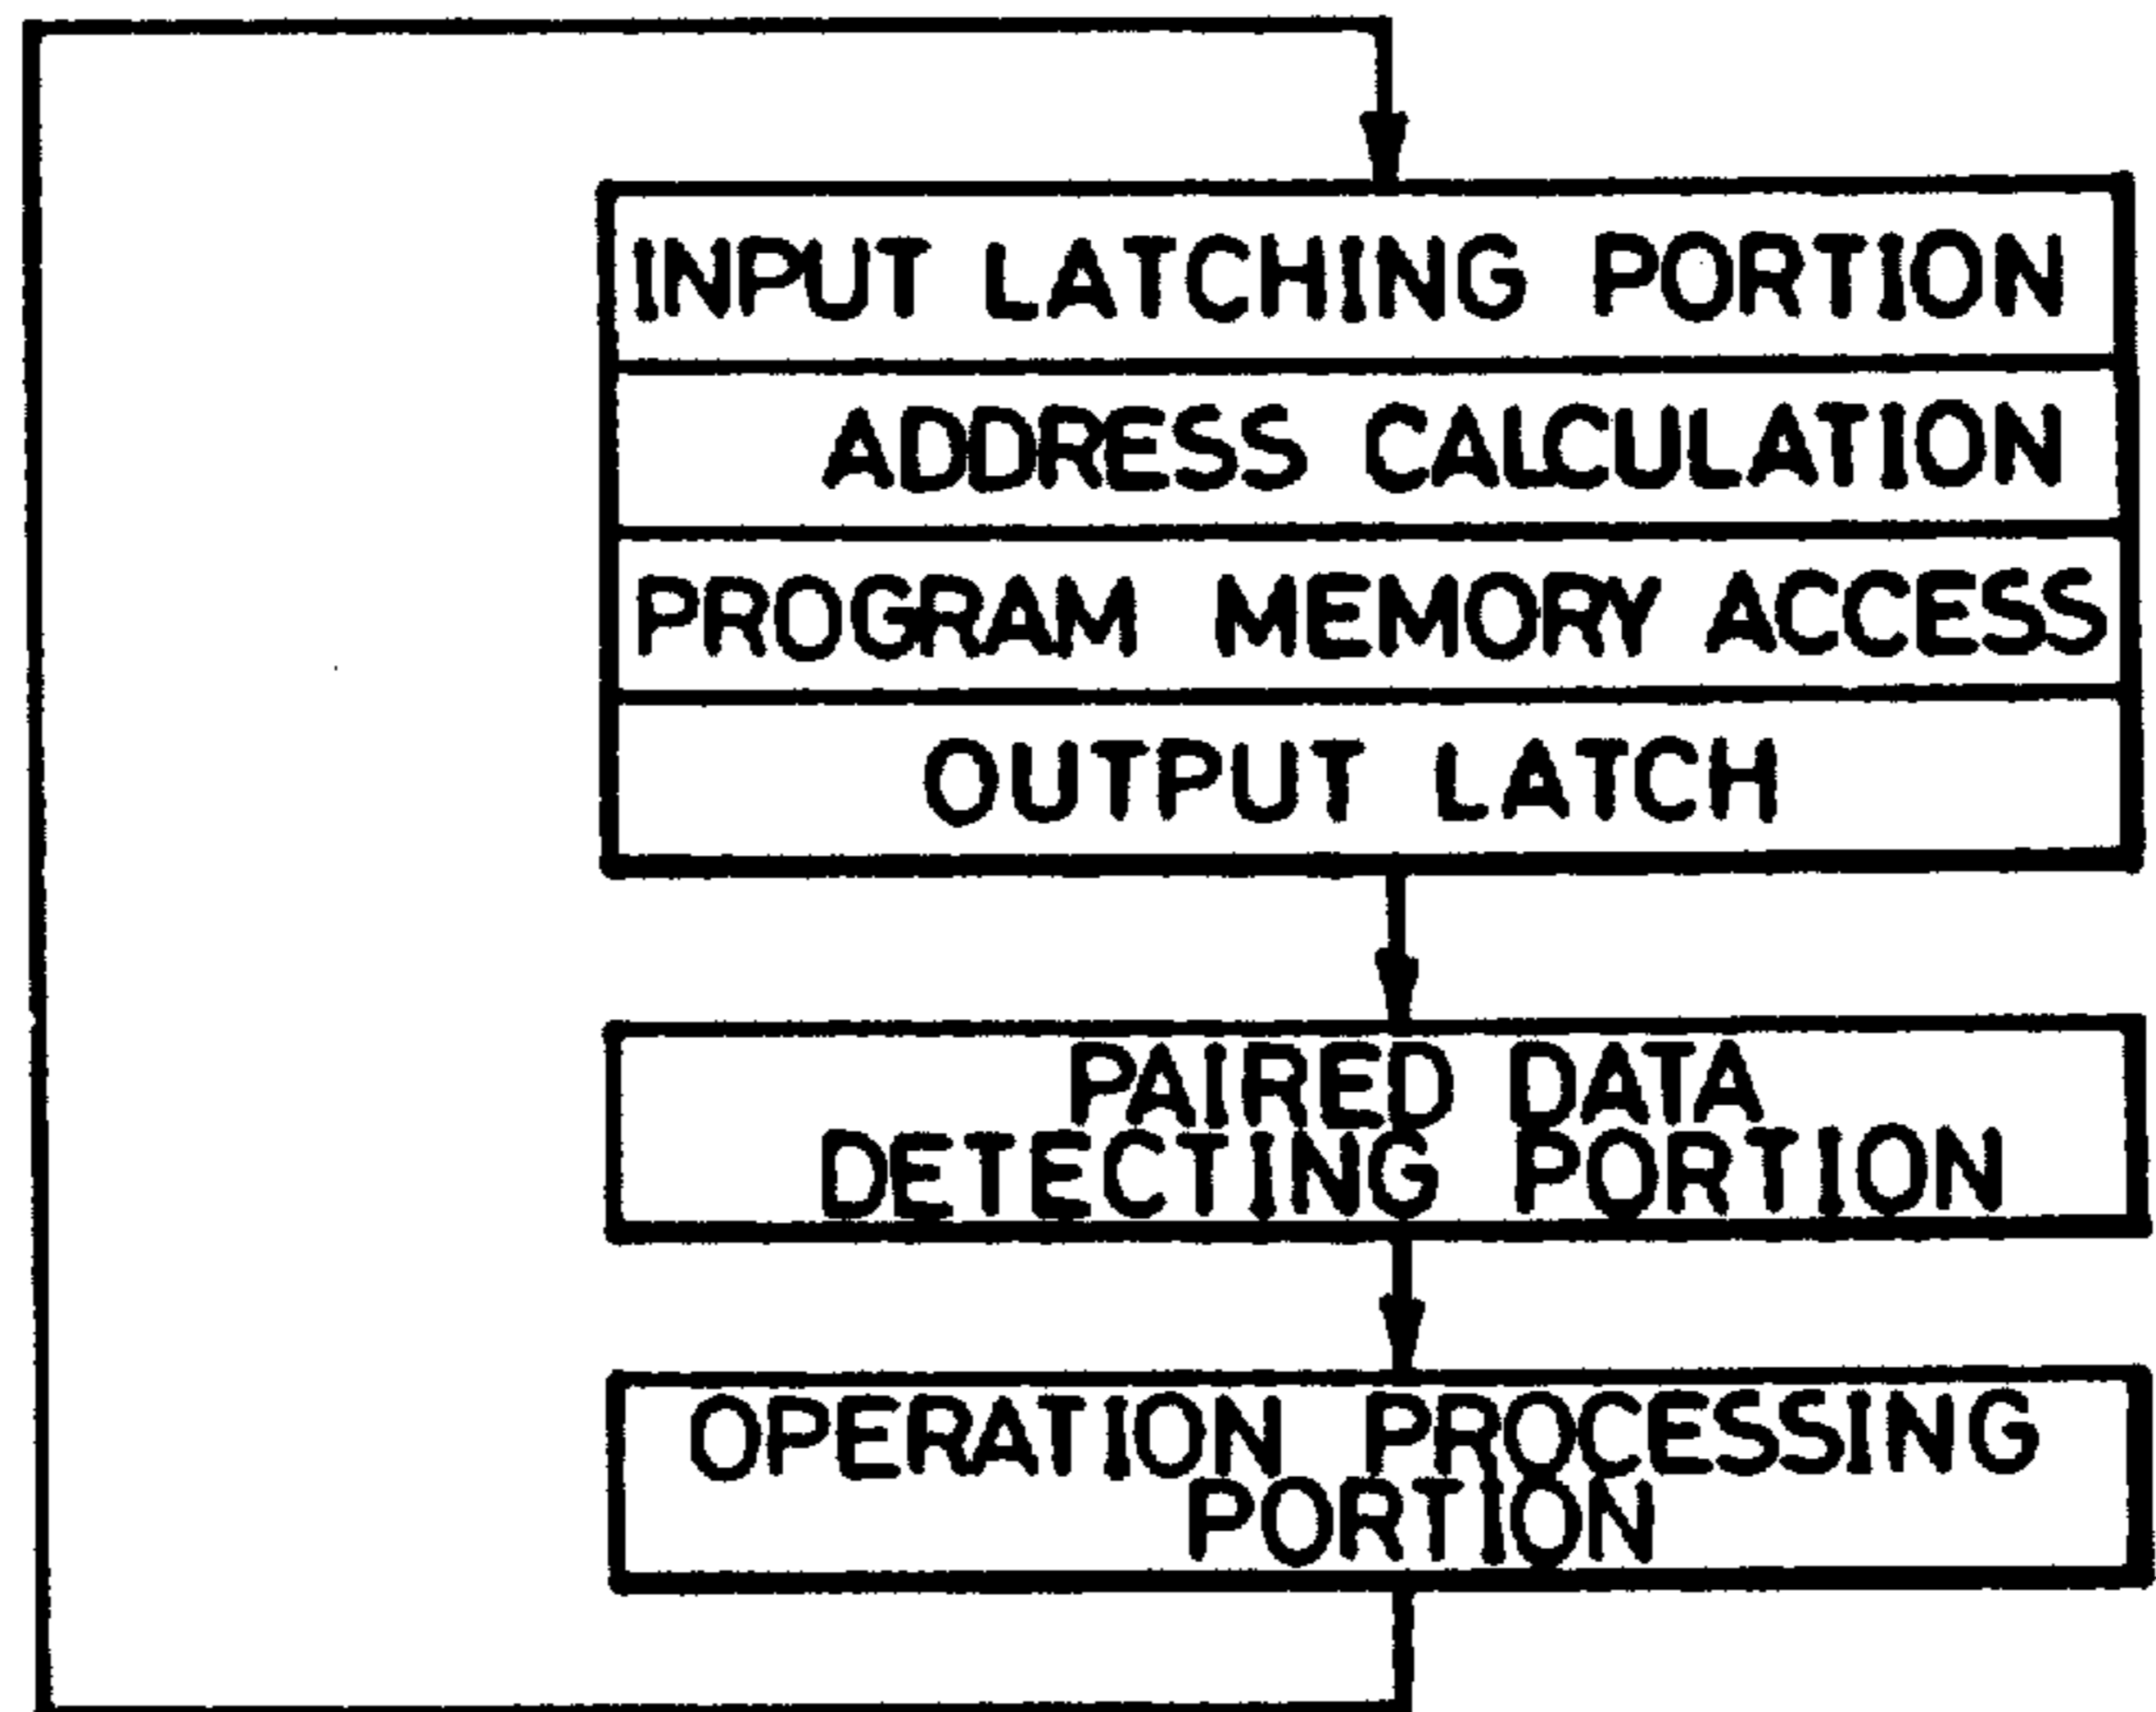 INPUT LATCHING PORTION
ADDRESS CALCULATION
PROGRAM MEMORY ACCESS
OUTPUT LATCH
PAIRED DATA
DETECTING PORTION
OPERATION PROCESSING
PORTION